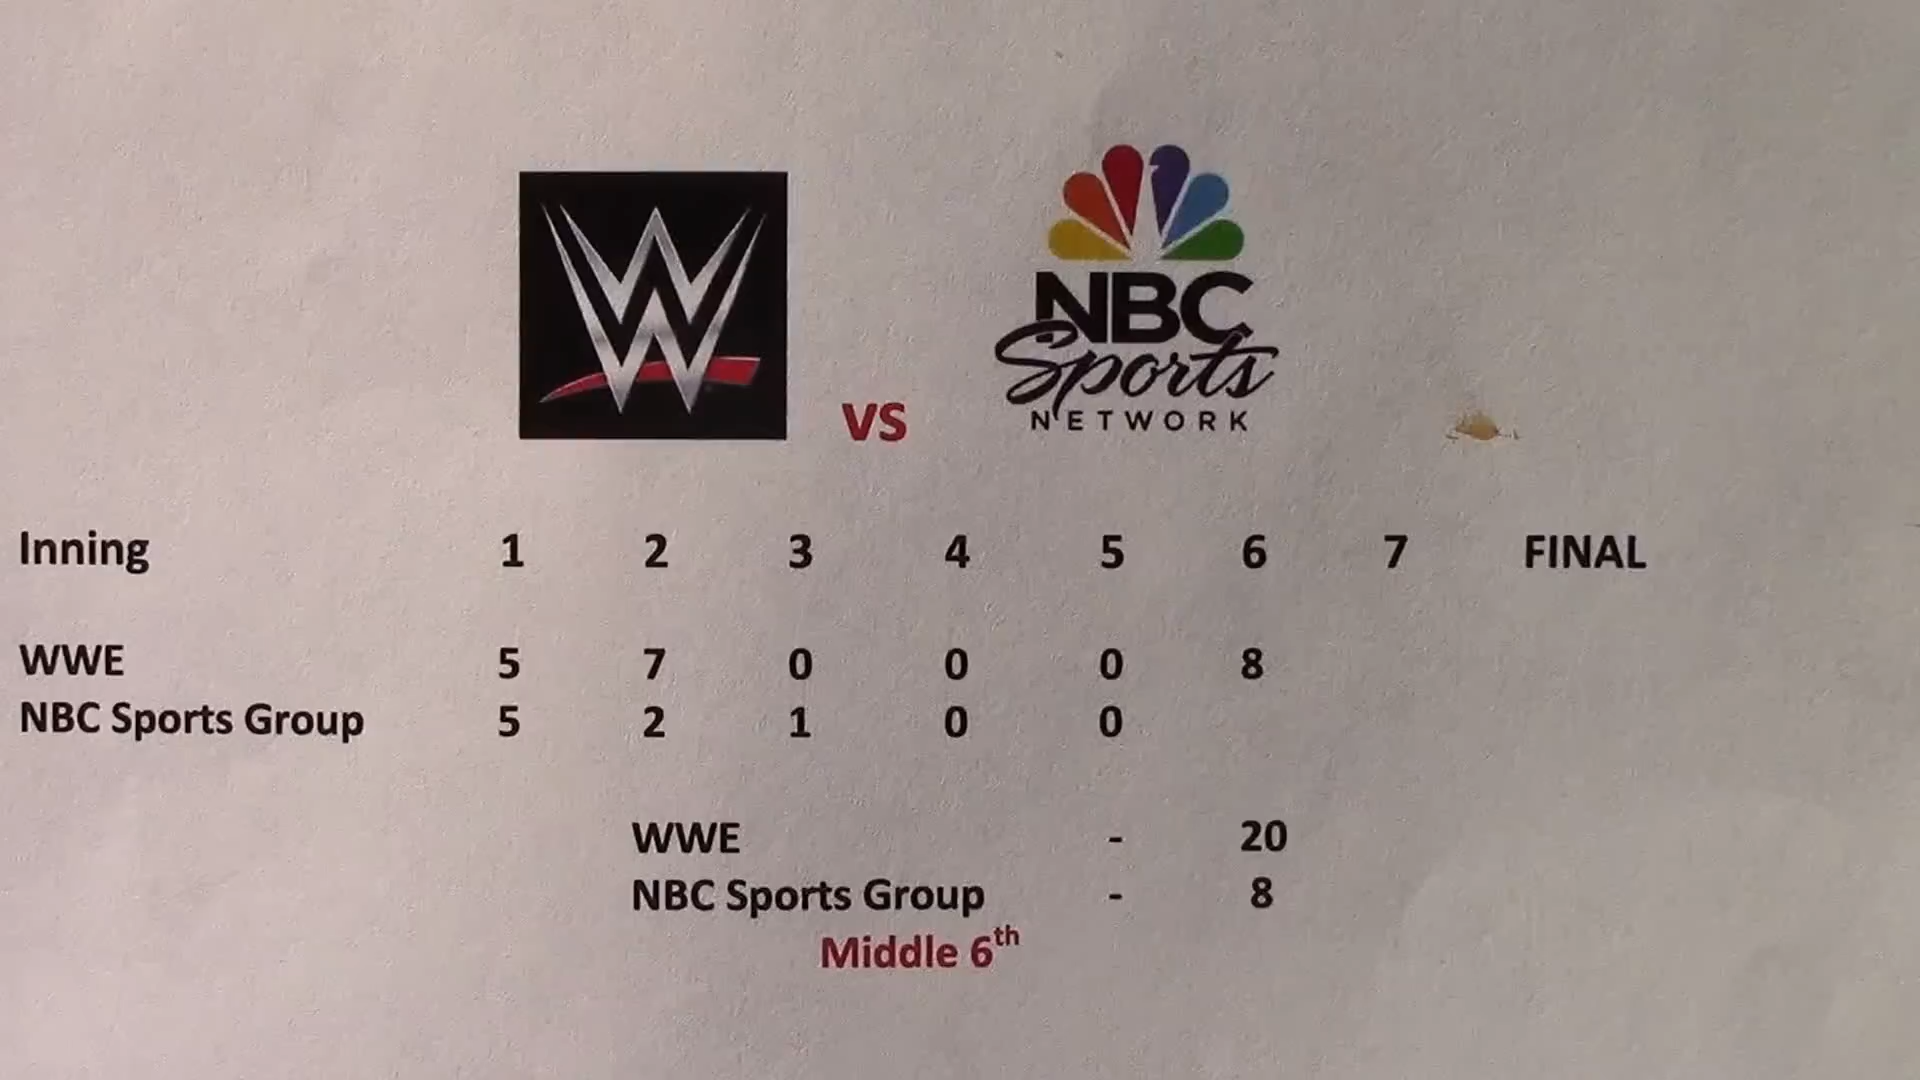 W
VS
NBC
Sports
NETWORK
Inning 1 2 3 4 5 6 7 FINAL
WWE 5 7 0 0 0 8
NBC Sports Group 5 2 1 0 0
WWE - 20
NBC Sports Group - 8
Middle 6th